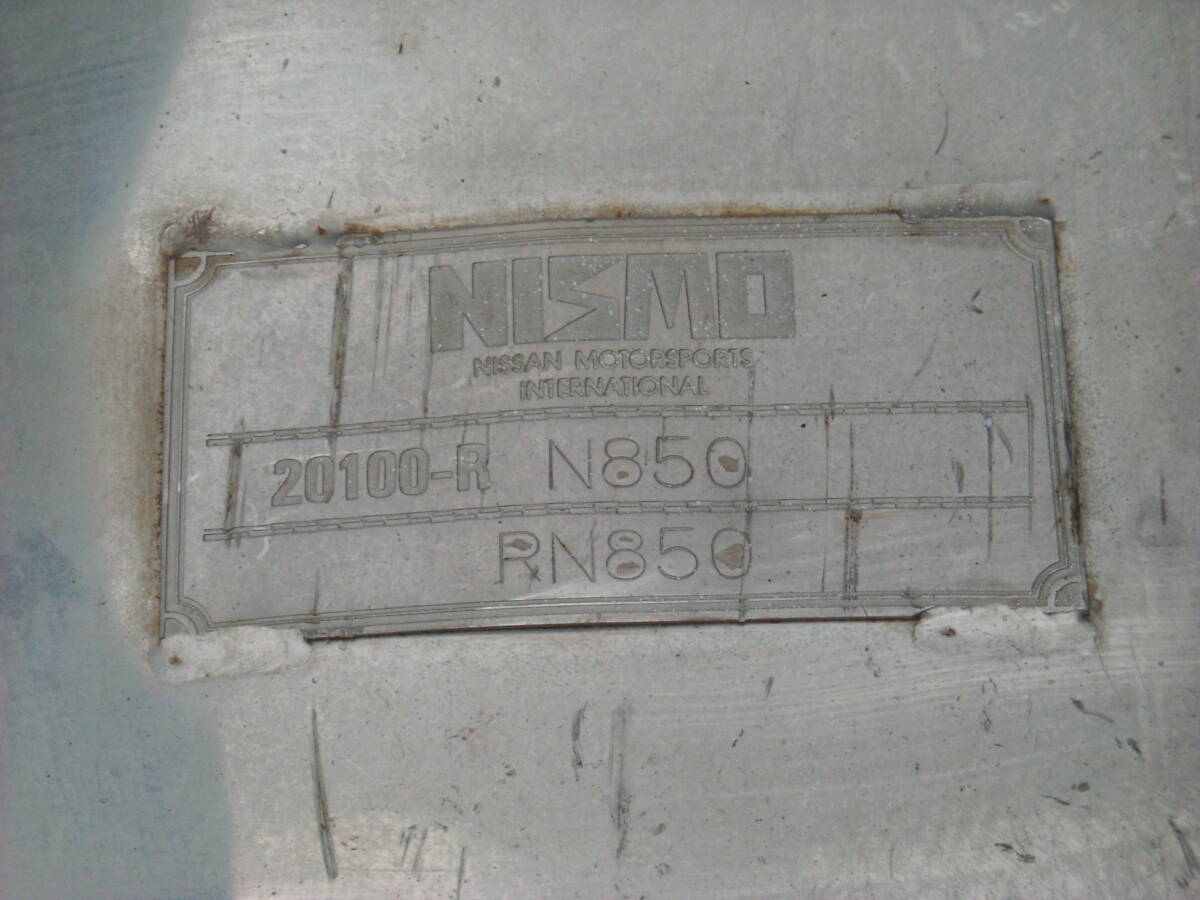 NISMO
NISSAN MOTORSPORTS
INTERNATIONAL
20100-R N850
RN850